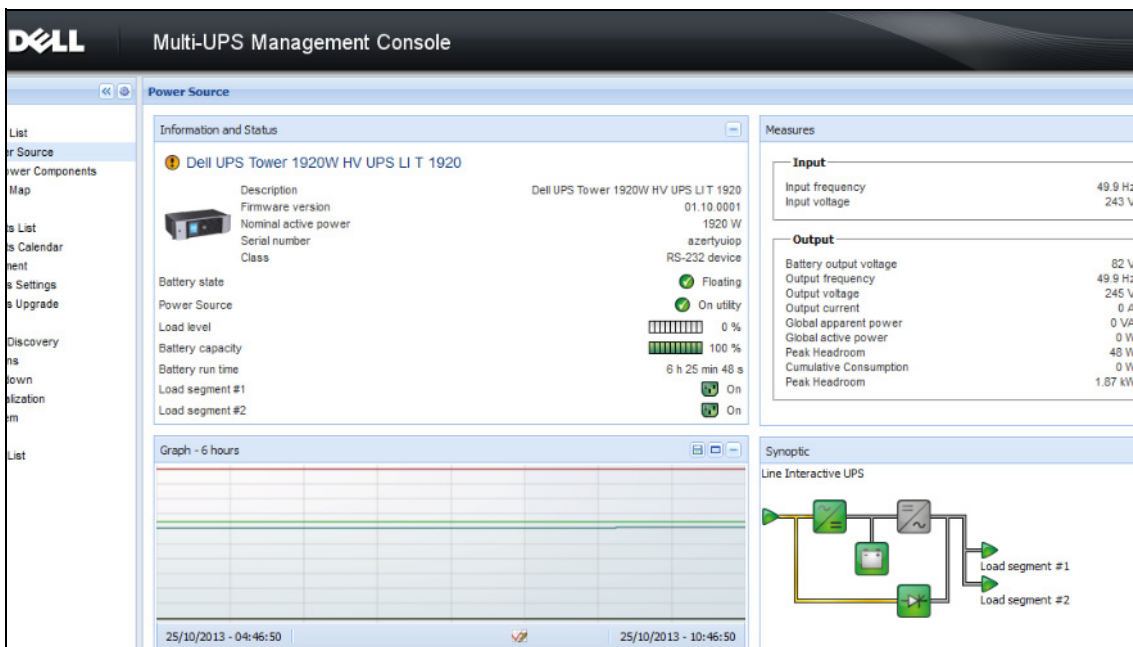 DELL
Multi-UPS Management Console
Power Source
List
er Source
ower Components
Map
ts List
ts Calendar
ment
s Settings
s Upgrade
Discovery
ns
down
alization
em
List
Information and Status
Dell UPS Tower 1920W HV UPS LI T 1920
Description Dell UPS Tower 1920W HV UPS LI T 1920
Firmware version 01.10.0001
Nominal active power 1920 W
Serial number azertyuiop
Class RS-232 device
Battery state Floating
Power Source On utility
Load level 0 %
Battery capacity 100 %
Battery run time 6 h 25 min 48 s
Load segment #1 On
Load segment #2 On
Graph - 6 hours
25/10/2013 - 04:46:50 25/10/2013 - 10:46:50
Measures
Input
Input frequency 49.9 Hz
Input voltage 243 V
Output
Battery output voltage 82 V
Output frequency 49.9 Hz
Output voltage 245 V
Output current 0 A
Global apparent power 0 VA
Global active power 0 W
Peak Headroom 48 W
Cumulative Consumption 0 W
Peak Headroom 1.87 kW
Synoptic
Line Interactive UPS
Load segment #1
Load segment #2